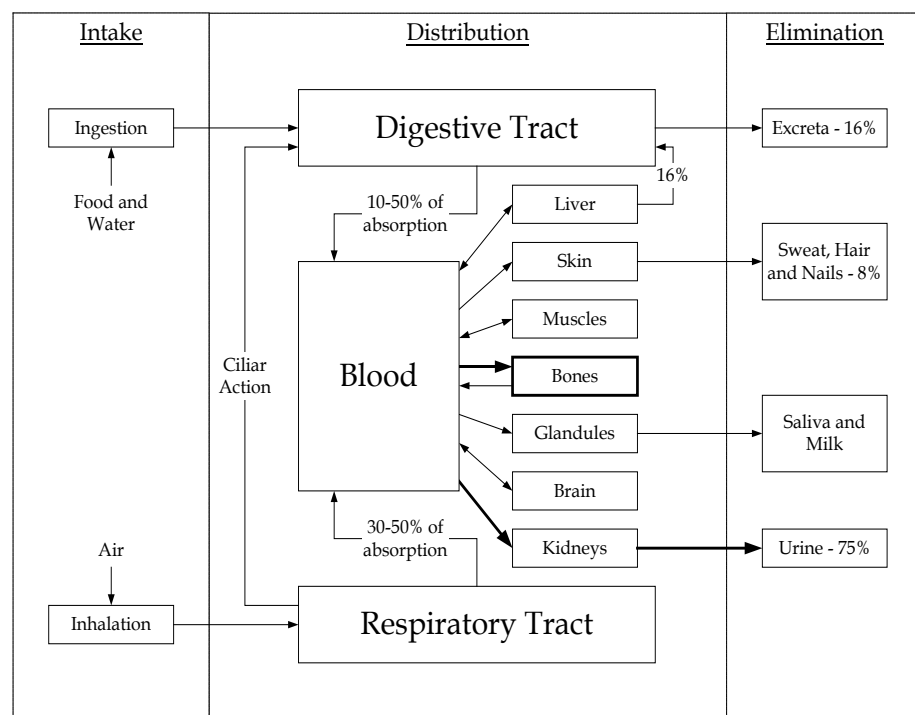 Intake
Distribution
Elimination
Ingestion
Digestive Tract
Excreta - 16%
Food and
Water
10-50% of
absorption
16%
Liver
Skin
Sweat, Hair
and Nails - 8%
Muscles
Ciliar
Action
Blood
Bones
Glandules
Saliva and
Milk
Brain
30-50% of
absorption
Kidneys
Urine - 75%
Air
Inhalation
Respiratory Tract